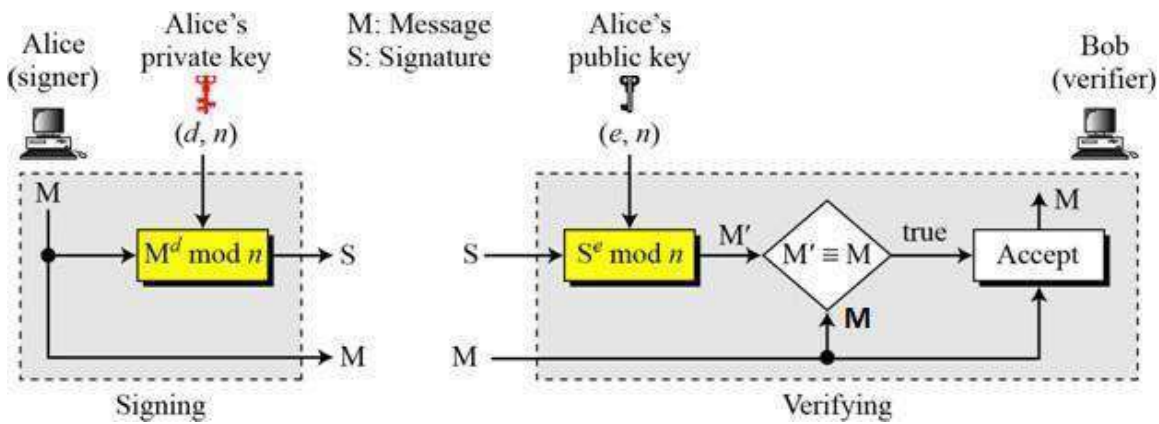 Alice
(signer)
Alice's
private key
(d, n)
M: Message
S: Signature
Alice's
public key
(e, n)
Bob
(verifier)
M
M^d mod n
S
M
Signing
S
S^e mod n
M′
M′ ≡ M
true
Accept
M
M
M
Verifying